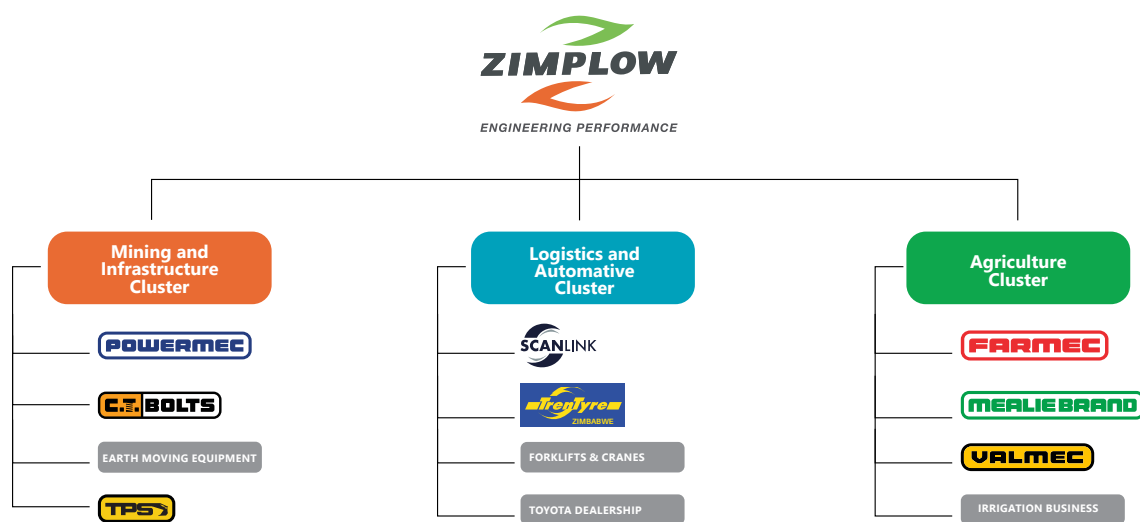 ZIMPLOW
ENGINEERING PERFORMANCE
Mining and
Infrastructure
Cluster
POWERMEC
C.T. BOLTS
EARTH MOVING EQUIPMENT
TPS
Logistics and
Automative
Cluster
SCANLINK
TrenTyre
ZIMBABWE
FORKLIFTS & CRANES
TOYOTA DEALERSHIP
Agriculture
Cluster
FARMEC
MEALIE BRAND
VALMEC
IRRIGATION BUSINESS